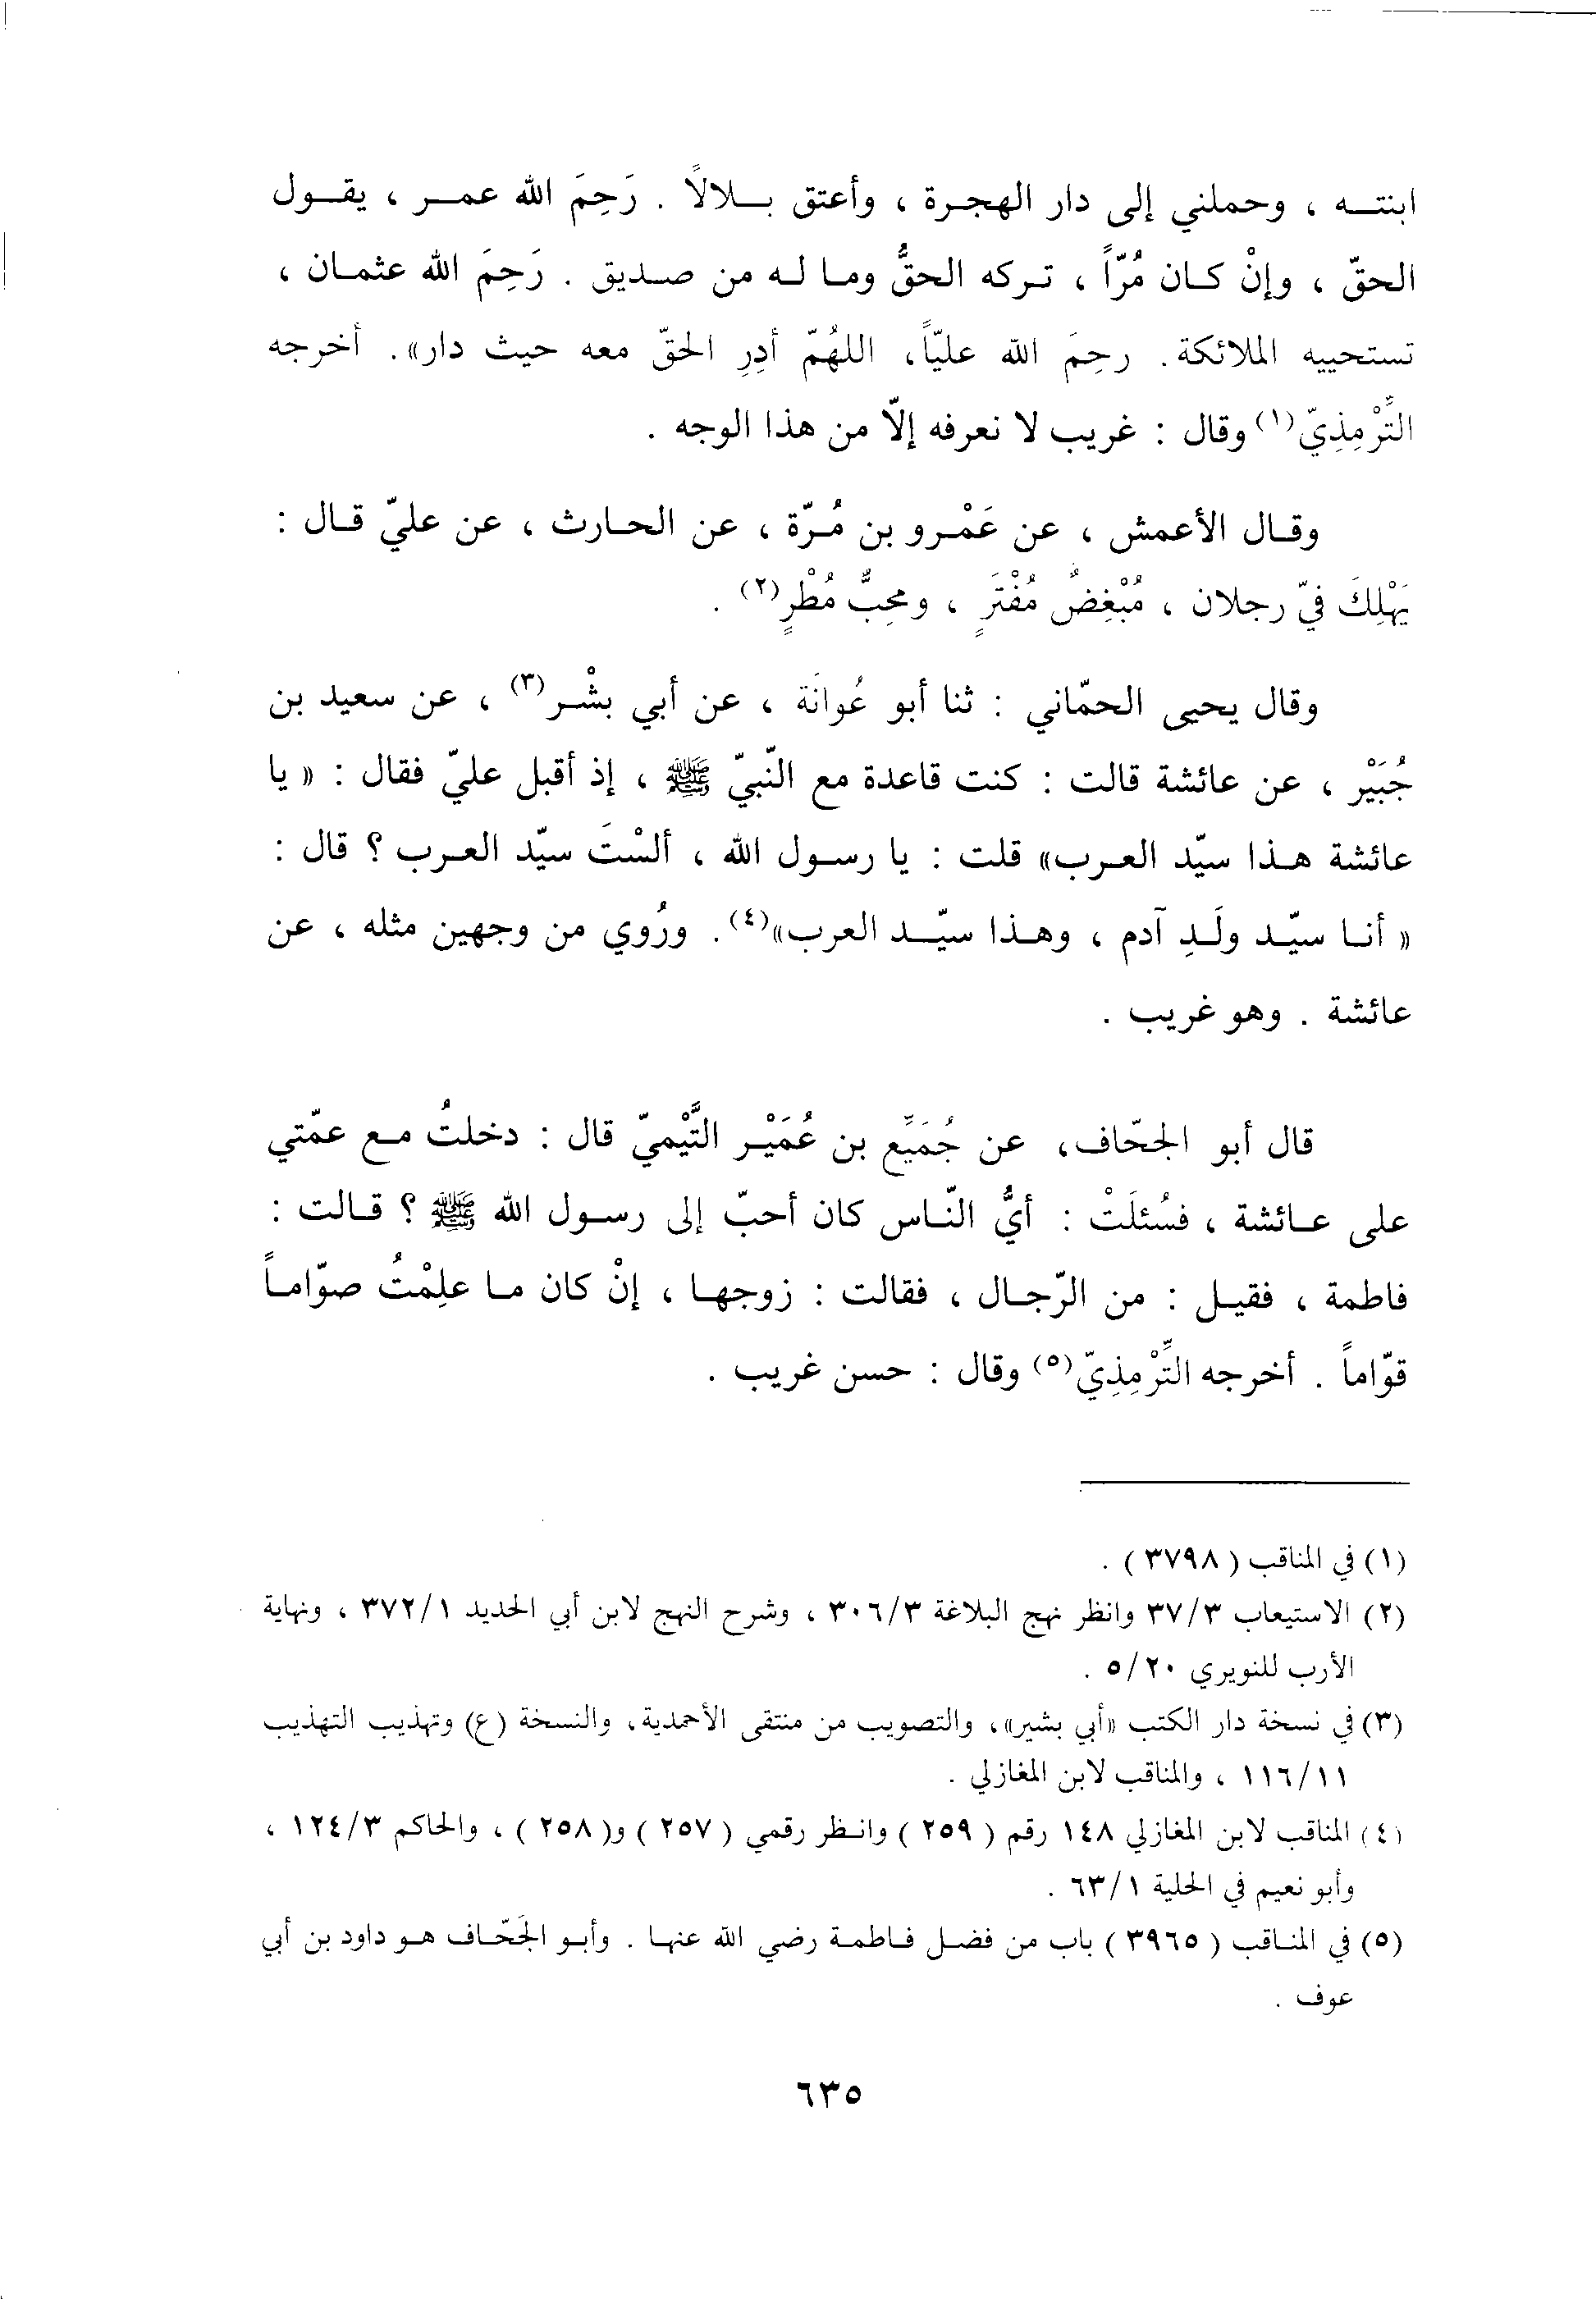 ابنته ، وحملني إلى دار الهجرة ، وأعتق بلالاً . رَحِمَ الله عمر ، يقول
الحقّ ، وإنْ كان مُرّاً ، تركه الحقُّ وما له من صديق . رَحِمَ الله عثمان ،
تستحييه الملائكة. رحِمَ الله عليّاً، اللهُمّ أدِرِ الحقّ معه حيث دار». أخرجه
التِّرْمِذِيّ(١) وقال : غريب لا نعرفه إلّا من هذا الوجه .
وقال الأعمش ، عن عَمْرو بن مُرّة ، عن الحارث ، عن عليّ قال :
يَهْلِكَ فيّ رجلان ، مُبْغِضٌ مُفْتَرٍ ، ومحِبٌّ مُطْرٍ(٢) .
وقال يحيى الحمّاني : ثنا أبو عُوانَة ، عن أبي بشْر(٣) ، عن سعيد بن
جُبَيْر ، عن عائشة قالت : كنت قاعدة مع النّبيّ ﷺ ، إذ أقبل عليّ فقال : « يا
عائشة هذا سيّد العرب» قلت : يا رسول الله ، ألسْتَ سيّد العرب ؟ قال :
« أنا سيّد ولَدِ آدم ، وهذا سيّد العرب»(٤). ورُوي من وجهين مثله ، عن
عائشة . وهو غريب .
قال أبو الجحّاف، عن جُمَيِّع بن عُمَيْر التَّيْميّ قال : دخلتُ مع عمّتي
على عائشة ، فسُئلَتْ : أيُّ النّاس كان أحبّ إلى رسول الله ﷺ ؟ قالت :
فاطمة ، فقيل : من الرّجال ، فقالت : زوجها ، إنْ كان ما علِمْتُ صوّاماً
قوّاماً . أخرجه التِّرْمِذِيّ(٥) وقال : حسن غريب .
(١) في المناقب ( ٣٧٩٨ ) .
(٢) الاستيعاب ٣٧/٣ وانظر نهج البلاغة ٣٠٦/٣ ، وشرح النهج لابن أبي الحديد ٣٧٢/١ ، ونهاية
الأرب للنويري ٥/٢٠ .
(٣) في نسخة دار الكتب «أبي بشير»، والتصويب من منتقى الأحمدية، والنسخة (ع) وتهذيب التهذيب
١١٦/١١ ، والمناقب لابن المغازلي .
(٤) المناقب لابن المغازلي ١٤٨ رقم ( ٢٥٩ ) وانظر رقمي ( ٢٥٧ ) و( ٢٥٨ ) ، والحاكم ١٢٤/٣ ،
وأبو نعيم في الحلية ٦٣/١ .
(٥) في المناقب ( ٣٩٦٥ ) باب من فضل فاطمة رضي الله عنها . وأبو الجَحّاف هو داود بن أبي
عوف .
٦٣٥